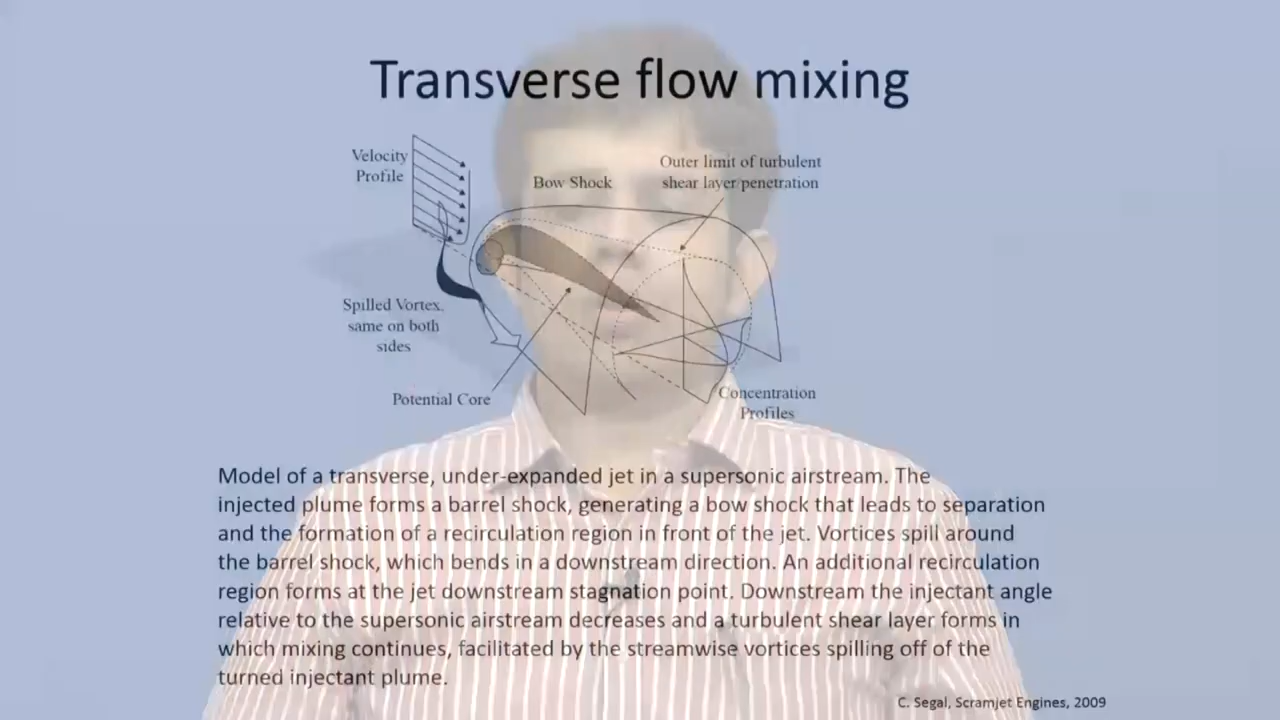 Transverse flow mixing
Velocity
Profile
Bow Shock
Outer limit of turbulent
shear layer/penetration
Spilled Vortex,
same on both
sides
Potential Core
Concentration
Profiles
Model of a transverse, under-expanded jet in a supersonic airstream. The
injected plume forms a barrel shock, generating a bow shock that leads to separation
and the formation of a recirculation region in front of the jet. Vortices spill around
the barrel shock, which bends in a downstream direction. An additional recirculation
region forms at the jet downstream stagnation point. Downstream the injectant angle
relative to the supersonic airstream decreases and a turbulent shear layer forms in
which mixing continues, facilitated by the streamwise vortices spilling off of the
turned injectant plume.
C. Segal, Scramjet Engines, 2009